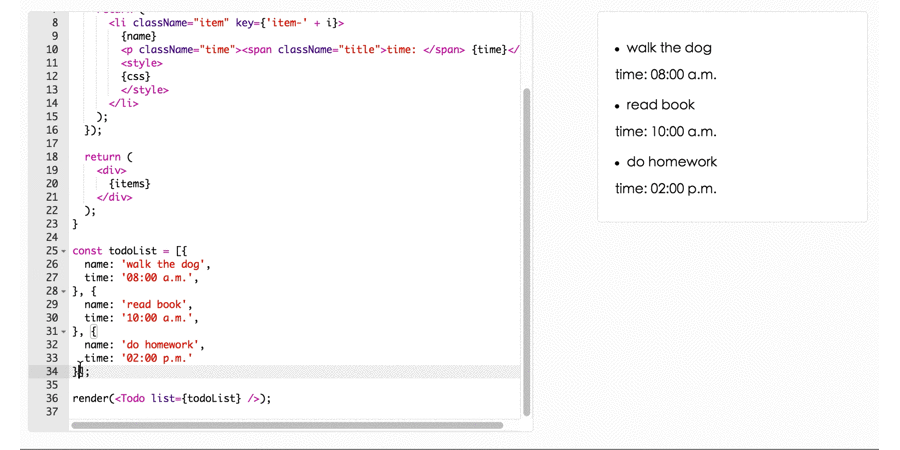 7 return (
8 <li className="item" key={'item-' + i}>
9 {name}
10 <p className="time"><span className="title">time: </span> {time}</
11 <style>
12 {css}
13 </style>
14 </li>
15 );
16 });
17
18 return (
19 <div>
20 {items}
21 </div>
22 );
23 }
24
25 const todoList = [{
26 name: 'walk the dog',
27 time: '08:00 a.m.',
28 }, {
29 name: 'read book',
30 time: '10:00 a.m.',
31 }, {
32 name: 'do homework',
33 time: '02:00 p.m.'
34 }];
35
36 render(<Todo list={todoList} />);
37
• walk the dog
time: 08:00 a.m.
• read book
time: 10:00 a.m.
• do homework
time: 02:00 p.m.